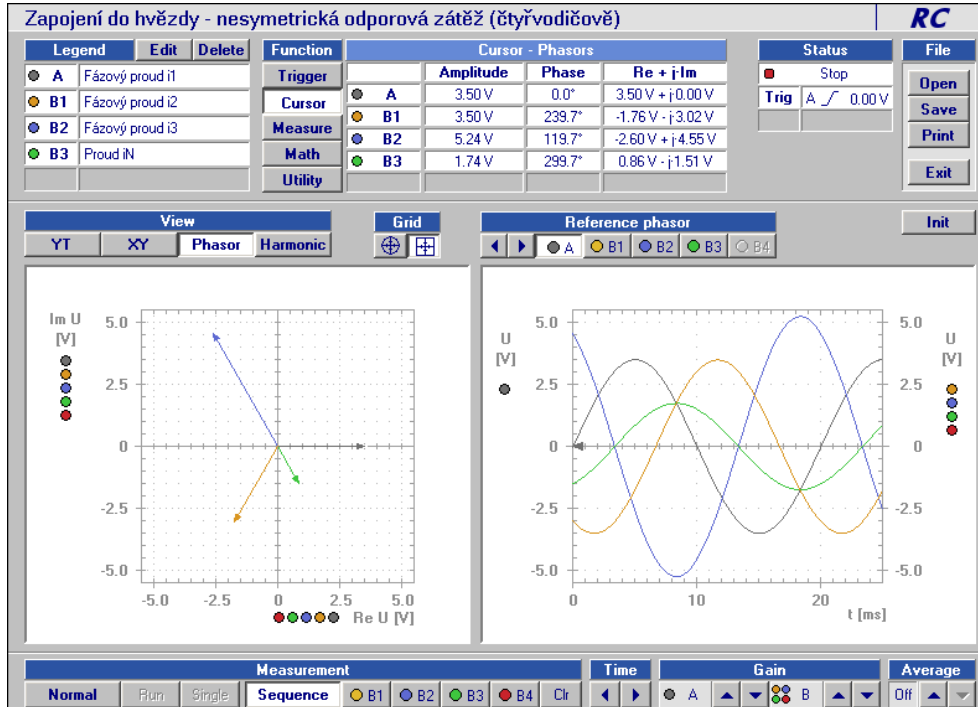 Zapojení do hvězdy - nesymetrická odporová zátěž (čtyřvodičově) RC
Legend Edit Delete Function Cursor - Phasors Status File
A Fázový proud i1 Trigger Amplitude Phase Re + j·Im Stop Open
B1 Fázový proud i2 Cursor A 3.50 V 0.0° 3.50 V + j·0.00 V Trig A 0.00 V Save
B2 Fázový proud i3 Measure B1 3.50 V 239.7° -1.76 V - j·3.02 V Print
B3 Proud iN Math B2 5.24 V 119.7° -2.60 V + j·4.55 V
Utility B3 1.74 V 299.7° 0.86 V - j·1.51 V Exit
View Grid Reference phasor Init
YT XY Phasor Harmonic A B1 B2 B3 B4
Im U
[V]
5.0
2.5
0
-2.5
-5.0
-5.0 -2.5 0 2.5 5.0
Re U [V]
U
[V]
5.0
2.5
0
-2.5
-5.0
0 10 20
t [ms]
U
[V]
5.0
2.5
0
-2.5
-5.0
Measurement Time Gain Average
Normal Run Single Sequence B1 B2 B3 B4 Clr A B Off